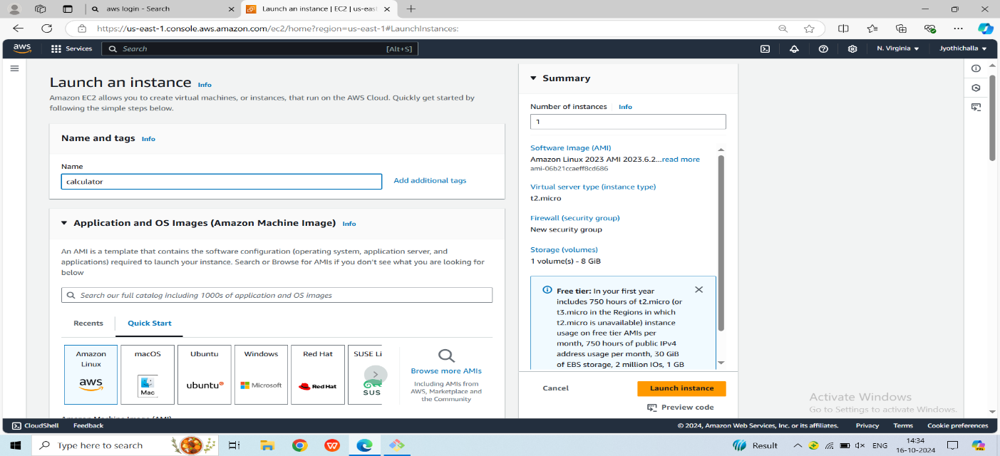 aws login - Search
Launch an instance | EC2 | us-east
https://us-east-1.console.aws.amazon.com/ec2/home?region=us-east-1#LaunchInstances:
aws
Services
Search
[Alt+S]
N. Virginia
Jyothichalla
Launch an instance Info
Amazon EC2 allows you to create virtual machines, or instances, that run on the AWS Cloud. Quickly get started by
following the simple steps below.
Name and tags Info
Name
calculator
Add additional tags
Application and OS Images (Amazon Machine Image) Info
An AMI is a template that contains the software configuration (operating system, application server, and
applications) required to launch your instance. Search or Browse for AMIs if you don't see what you are looking for
below
Search our full catalog including 1000s of application and OS images
Recents
Quick Start
Amazon
Linux
aws
macOS
Mac
Ubuntu
ubuntu
Windows
Microsoft
Red Hat
Red Hat
SUSE Li
SUS
Browse more AMIs
Including AMIs from
AWS, Marketplace and
the Community
Amazon Machine Image (AMI)
Summary
Number of instances Info
1
Software Image (AMI)
Amazon Linux 2023 AMI 2023.6.2...read more
ami-06b21ccaeff8cd686
Virtual server type (instance type)
t2.micro
Firewall (security group)
New security group
Storage (volumes)
1 volume(s) - 8 GiB
Free tier: In your first year
includes 750 hours of t2.micro (or
t3.micro in the Regions in which
t2.micro is unavailable) instance
usage on free tier AMIs per
month, 750 hours of public IPv4
address usage per month, 30 GiB
of EBS storage, 2 million IOs, 1 GB
Cancel
Launch instance
Preview code
Activate Windows
Go to Settings to activate Windows.
CloudShell
Feedback
© 2024, Amazon Web Services, Inc. or its affiliates.
Privacy
Terms
Cookie preferences
Type here to search
Result
ENG
14:34
16-10-2024